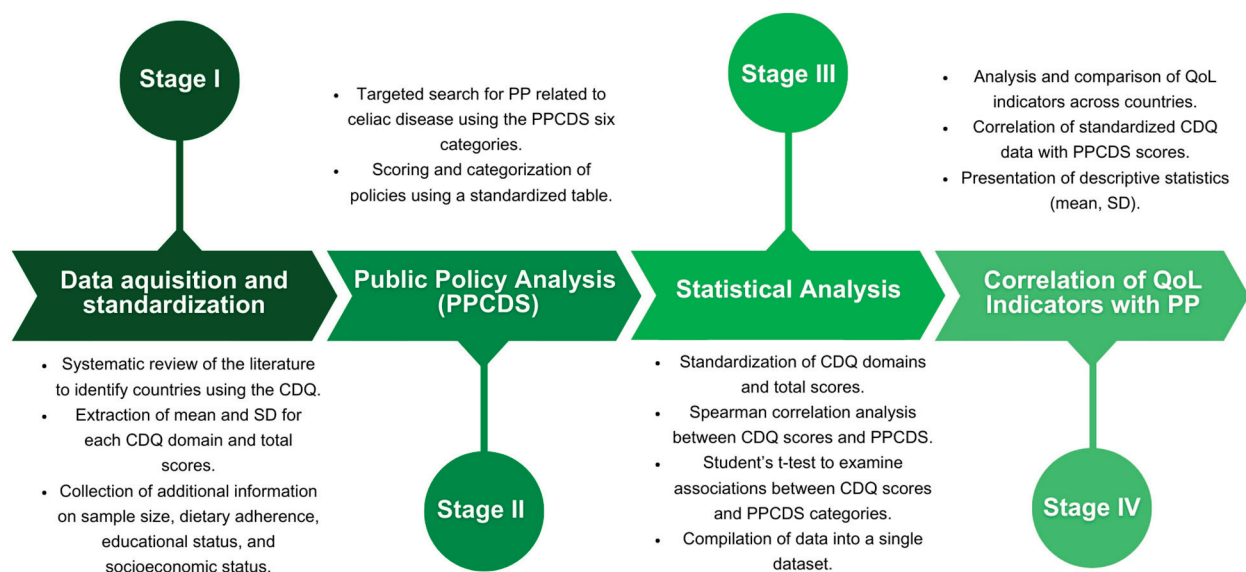 Stage I
Data aquisition and
standardization
• Systematic review of the literature
to identify countries using the CDQ.
• Extraction of mean and SD for
each CDQ domain and total
scores.
• Collection of additional information
on sample size, dietary adherence,
educational status, and
socioeconomic status.
• Targeted search for PP related to
celiac disease using the PPCDS six
categories.
• Scoring and categorization of
policies using a standardized table.
Public Policy Analysis
(PPCDS)
Stage II
Stage III
Statistical Analysis
• Standardization of CDQ domains
and total scores.
• Spearman correlation analysis
between CDQ scores and PPCDS.
• Student's t-test to examine
associations between CDQ scores
and PPCDS categories.
• Compilation of data into a single
dataset.
• Analysis and comparison of QoL
indicators across countries.
• Correlation of standardized CDQ
data with PPCDS scores.
• Presentation of descriptive statistics
(mean, SD).
Correlation of QoL
Indicators with PP
Stage IV